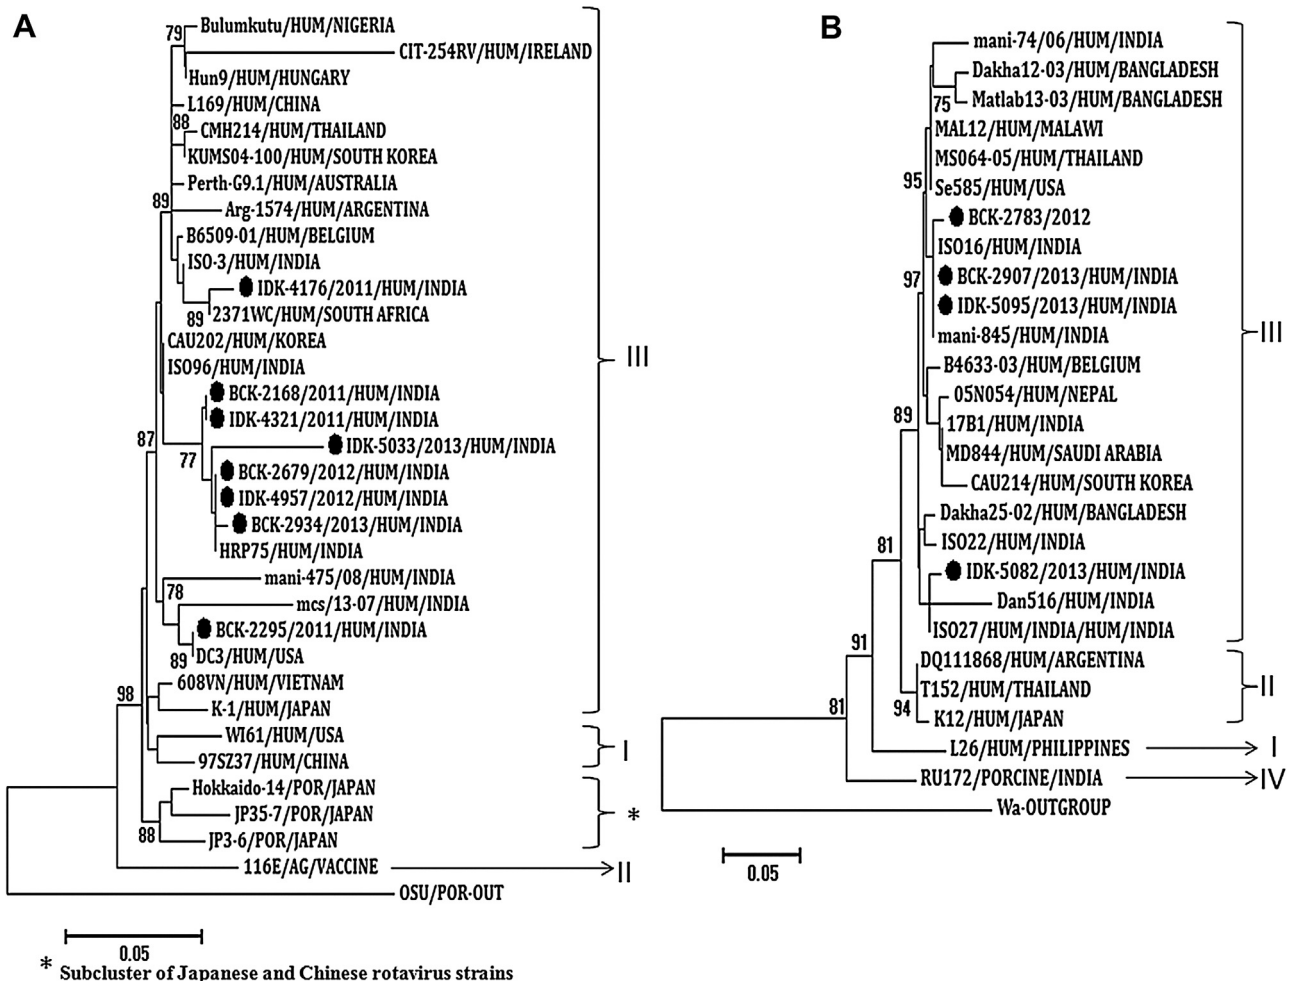 A
79
Bulumkutu/HUM/NIGERIA
CIT-254RV/HUM/IRELAND
Hun9/HUM/HUNGARY
L169/HUM/CHINA
88
CMH214/HUM/THAILAND
KUMS04-100/HUM/SOUTH KOREA
Perth-G9.1/HUM/AUSTRALIA
89
Arg-1574/HUM/ARGENTINA
B6509-01/HUM/BELGIUM
ISO-3/HUM/INDIA
IDK-4176/2011/HUM/INDIA
89
2371WC/HUM/SOUTH AFRICA
CAU202/HUM/KOREA
ISO96/HUM/INDIA
III
BCK-2168/2011/HUM/INDIA
IDK-4321/2011/HUM/INDIA
87
IDK-5033/2013/HUM/INDIA
77
BCK-2679/2012/HUM/INDIA
IDK-4957/2012/HUM/INDIA
BCK-2934/2013/HUM/INDIA
HRP75/HUM/INDIA
mani-475/08/HUM/INDIA
78
mcs/13-07/HUM/INDIA
BCK-2295/2011/HUM/INDIA
89
DC3/HUM/USA
608VN/HUM/VIETNAM
98
K-1/HUM/JAPAN
WI61/HUM/USA
I
97SZ37/HUM/CHINA
Hokkaido-14/POR/JAPAN
JP35-7/POR/JAPAN
*
88
JP3-6/POR/JAPAN
116E/AG/VACCINE
II
OSU/POR-OUT
0.05
* Subcluster of Japanese and Chinese rotavirus strains
B
mani-74/06/HUM/INDIA
Dakha12-03/HUM/BANGLADESH
75
Matlab13-03/HUM/BANGLADESH
MAL12/HUM/MALAWI
MS064-05/HUM/THAILAND
95
Se585/HUM/USA
BCK-2783/2012
ISO16/HUM/INDIA
97
BCK-2907/2013/HUM/INDIA
IDK-5095/2013/HUM/INDIA
III
mani-845/HUM/INDIA
B4633-03/HUM/BELGIUM
05N054/HUM/NEPAL
89
17B1/HUM/INDIA
MD844/HUM/SAUDI ARABIA
CAU214/HUM/SOUTH KOREA
Dakha25-02/HUM/BANGLADESH
81
ISO22/HUM/INDIA
IDK-5082/2013/HUM/INDIA
Dan516/HUM/INDIA
ISO27/HUM/INDIA/HUM/INDIA
91
DQ111868/HUM/ARGENTINA
T152/HUM/THAILAND
II
94
81
K12/HUM/JAPAN
L26/HUM/PHILIPPINES
I
RU172/PORCINE/INDIA
IV
Wa-OUTGROUP
0.05